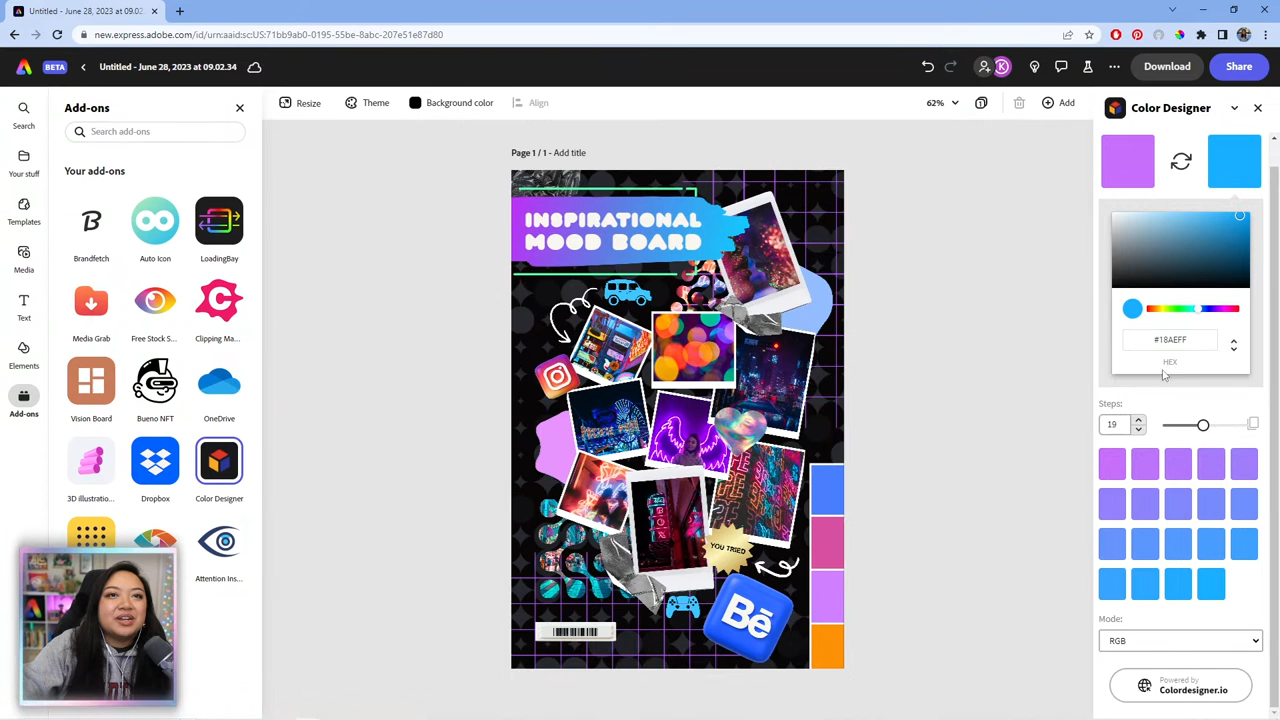 Untitled - June 28, 2023 at 09.02
new.express.adobe.com/id/urn:aaid:sc:US:71bb9ab0-0195-55be-8abc-207e51e87d80
BETA
Untitled - June 28, 2023 at 09.02.34
K
Download
Share
Search
Your stuff
Templates
Media
Text
Elements
Add-ons
Add-ons
Search add-ons
Your add-ons
Brandfetch
Auto Icon
LoadingBay
Media Grab
Free Stock S...
Clipping Ma...
Vision Board
Bueno NFT
OneDrive
3D illustratio...
Dropbox
Color Designer
Attention Ins...
Resize
Theme
Background color
Align
62%
1
Add
Page 1 / 1 - Add title
INSPIRATIONAL
MOOD BOARD
YOU TRIED
Bē
Color Designer
#18AEFF
HEX
Steps:
19
Mode:
RGB
Powered by
Colordesigner.io